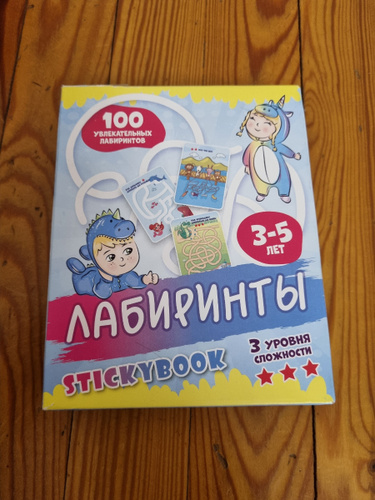 100
УВЛЕКАТЕЛЬНЫХ
ЛАБИРИНТОВ
3-5
ЛЕТ
ЛАБИРИНТЫ
STICKYBOOK
3 УРОВНЯ
СЛОЖНОСТИ